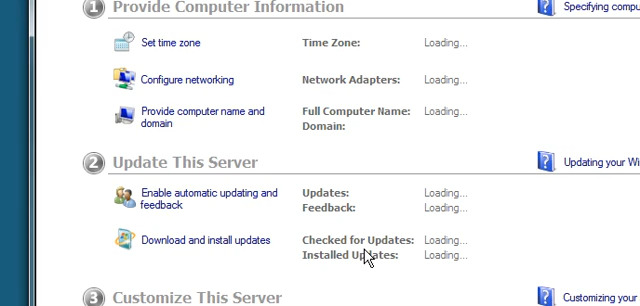 1 Provide Computer Information
Specifying compu
Set time zone Time Zone: Loading...
Configure networking Network Adapters: Loading...
Provide computer name and domain Full Computer Name: Loading...
Domain:
2 Update This Server
Updating your Wi
Enable automatic updating and feedback Updates: Loading...
Feedback: Loading...
Download and install updates Checked for Updates: Loading...
Installed Updates: Loading...
3 Customize This Server
Customizing your